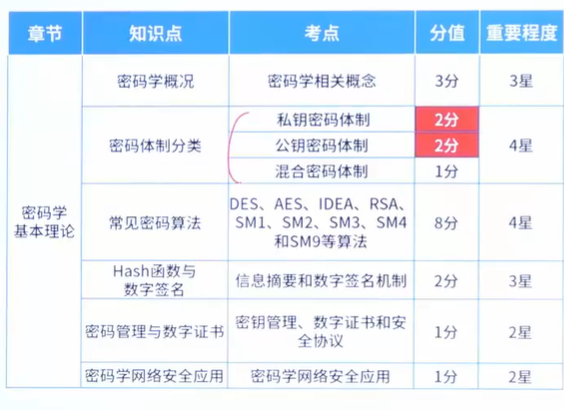 章节 知识点 考点 分值 重要程度
密码学概况 密码学相关概念 3分 3星
私钥密码体制 2分
密码体制分类 公钥密码体制 2分 4星
混合密码体制 1分
密码学
基本理论
DES、AES、IDEA、RSA、
常见密码算法 SM1、SM2、SM3、SM4 8分 4星
和SM9等算法
Hash函数与
数字签名
信息摘要和数字签名机制 2分 3星
密码管理与数字证书 密钥管理、数字证书和安
全协议
1分 2星
密码学网络安全应用 密码学网络安全应用 1分 2星